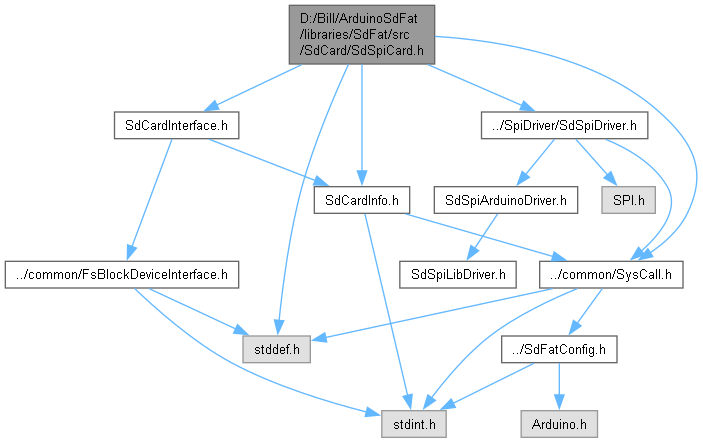 D:/Bill/ArduinoSdFat
/libraries/SdFat/src
/SdCard/SdSpiCard.h
SdCardInterface.h
../SpiDriver/SdSpiDriver.h
SdCardInfo.h
SdSpiArduinoDriver.h
SPI.h
../common/FsBlockDeviceInterface.h
SdSpiLibDriver.h
../common/SysCall.h
stddef.h
../SdFatConfig.h
stdint.h
Arduino.h